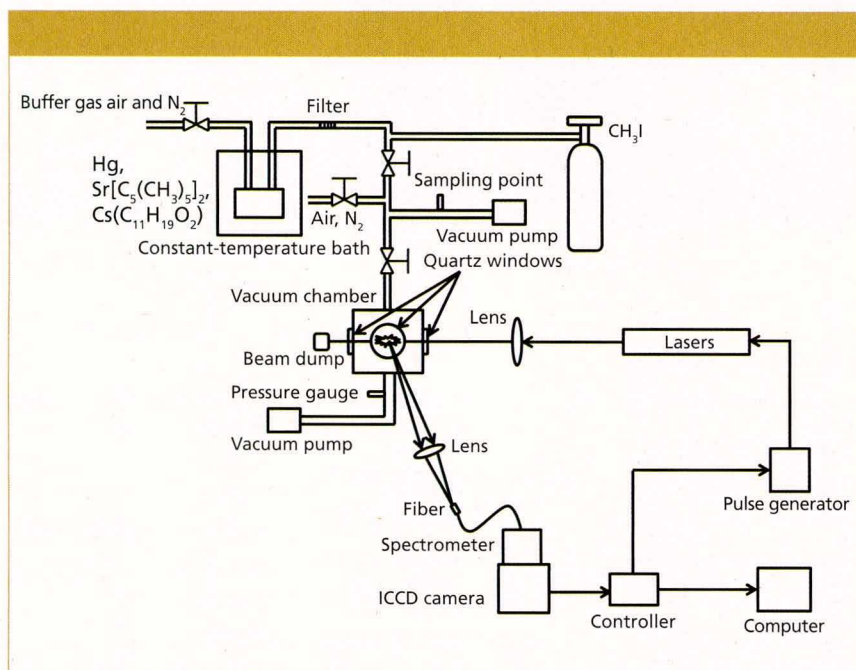 Buffer gas air and N₂
Filter
CH₃I
Hg,
Sr[C₅(CH₃)₅]₂,
Cs(C₁₁H₁₉O₂)
Air, N₂
Sampling point
Constant-temperature bath
Vacuum pump
Quartz windows
Vacuum chamber
Lens
Lasers
Beam dump
Pressure gauge
Vacuum pump
Lens
Fiber
Pulse generator
Spectrometer
ICCD camera
Controller
Computer